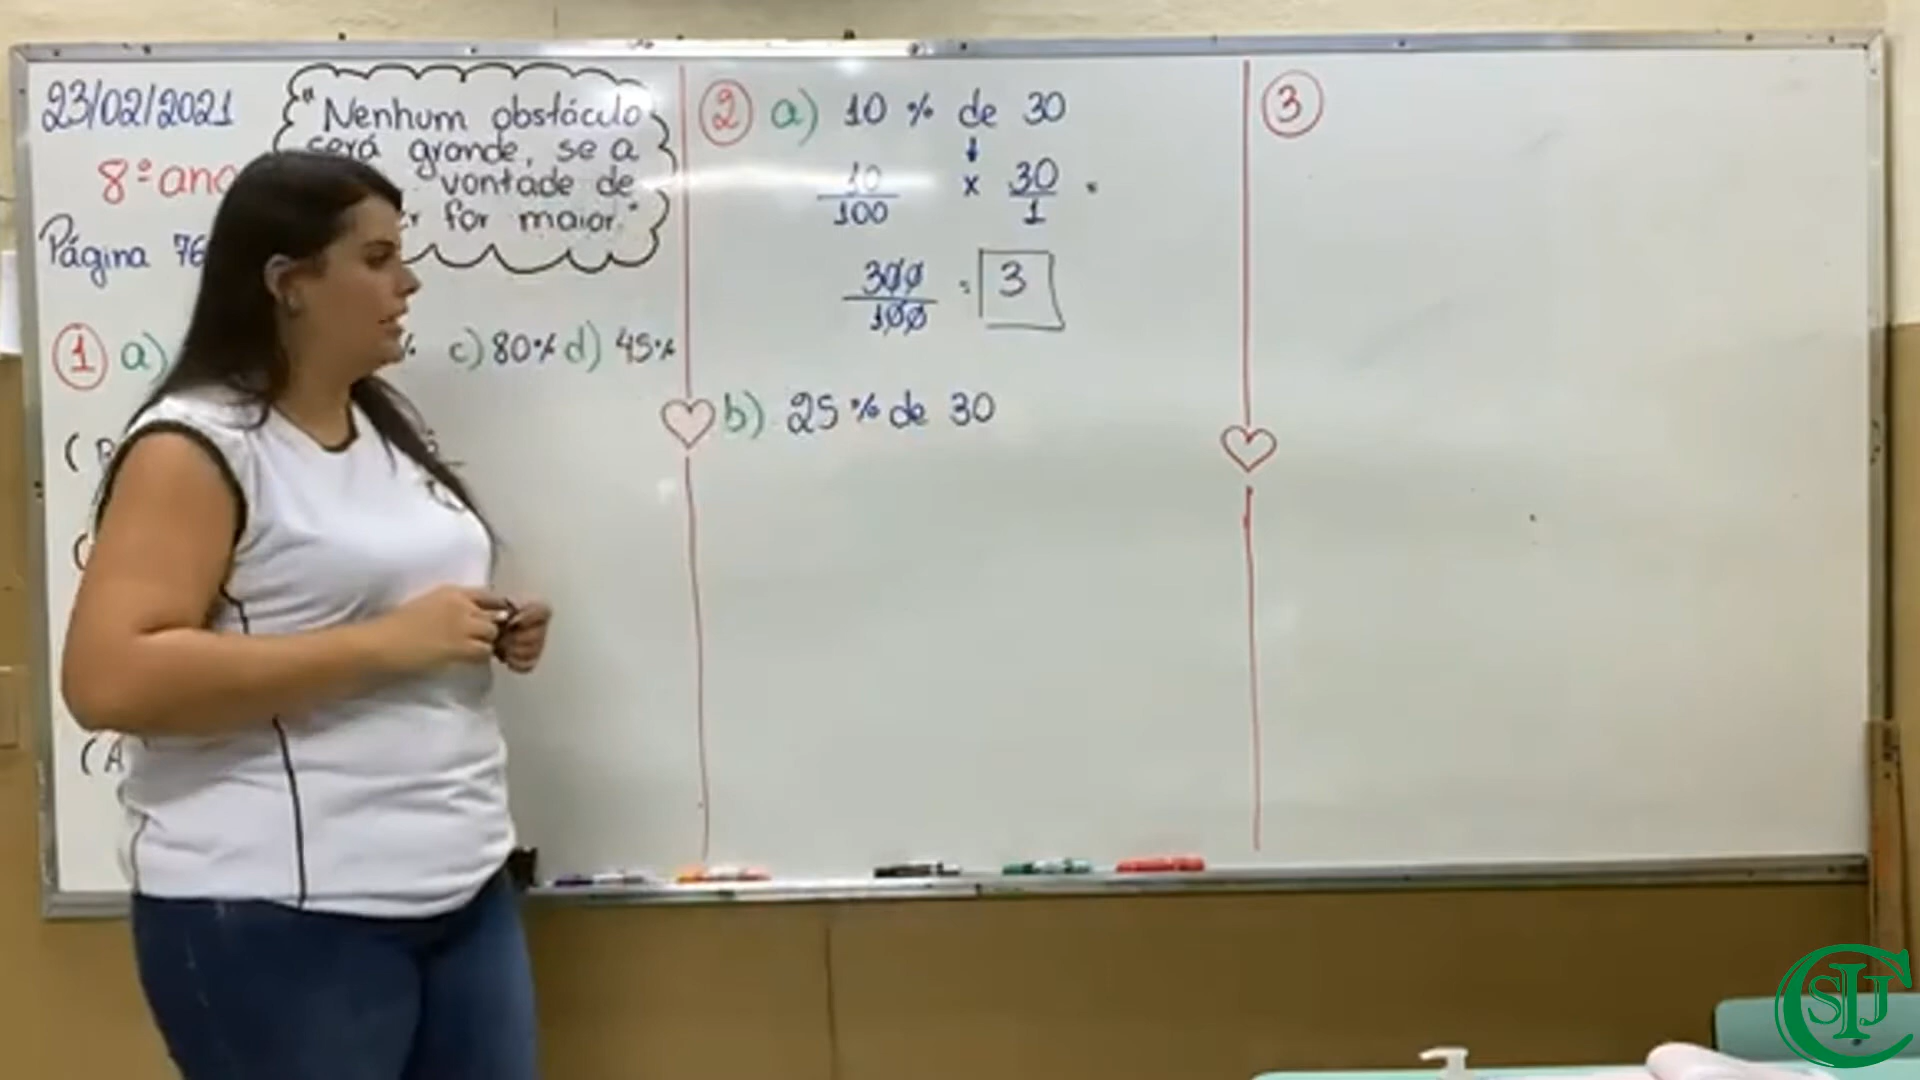 23/02/2021
8º ano
Página 76
"Nenhum obstáculo
será grande, se a
vontade de
for maior."
1 a) c) 80% d) 45%
2 a) 10 % de 30
10/100 x 30/1 =
300/100 = 3
b) 25 % de 30
3
CSIJ